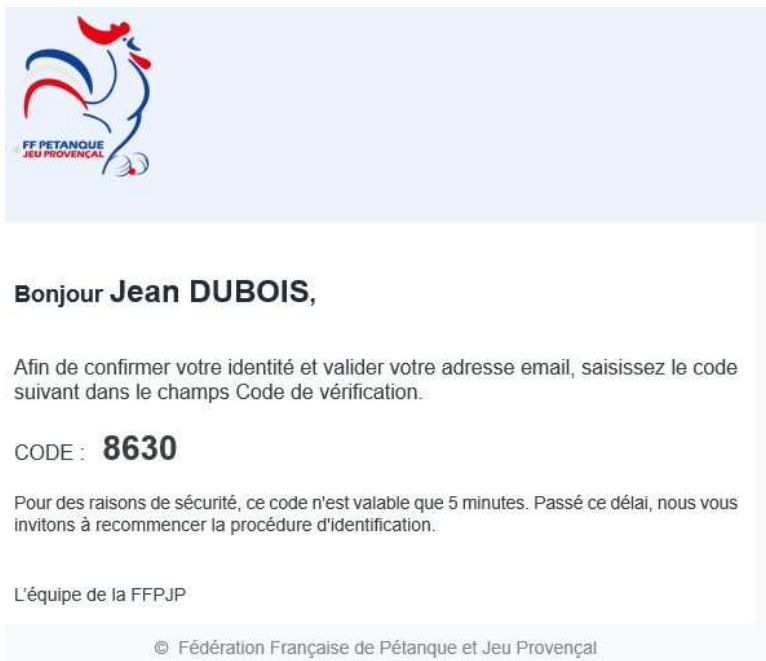 FF PETANQUE
JEU PROVENÇAL
Bonjour Jean DUBOIS,
Afin de confirmer votre identité et valider votre adresse email, saisissez le code
suivant dans le champs Code de vérification.
CODE : 8630
Pour des raisons de sécurité, ce code n'est valable que 5 minutes. Passé ce délai, nous vous
invitons à recommencer la procédure d'identification.
L'équipe de la FFPJP
© Fédération Française de Pétanque et Jeu Provençal